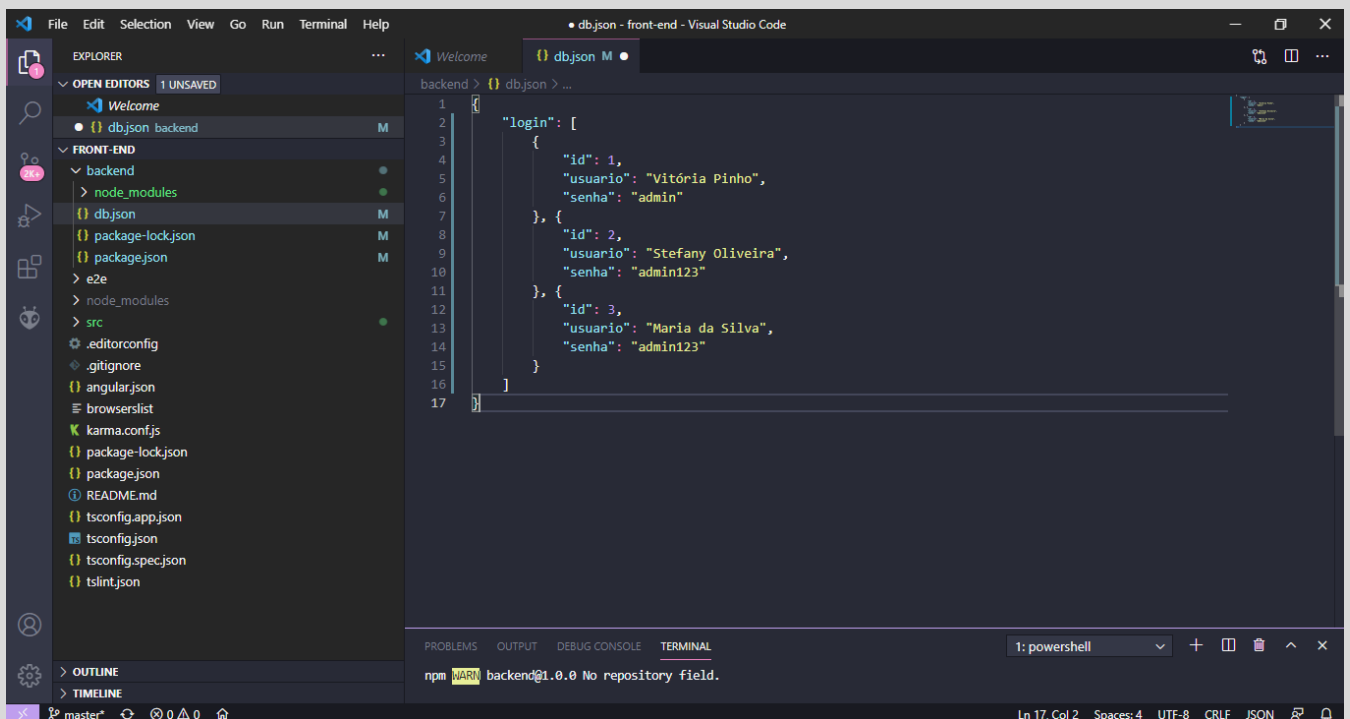 File Edit Selection View Go Run Terminal Help
● db.json - front-end - Visual Studio Code
EXPLORER
OPEN EDITORS 1 UNSAVED
Welcome
● {} db.json backend M
FRONT-END
backend
node_modules
{} db.json M
{} package-lock.json M
{} package.json M
e2e
node_modules
src
.editorconfig
.gitignore
{} angular.json
browserslist
karma.conf.js
{} package-lock.json
{} package.json
README.md
tsconfig.app.json
tsconfig.json
{} tsconfig.spec.json
{} tslint.json
OUTLINE
TIMELINE
1
2K+
Welcome
{} db.json M ●
backend > {} db.json > ...
1 {
2 "login": [
3 {
4 "id": 1,
5 "usuario": "Vitória Pinho",
6 "senha": "admin"
7 }, {
8 "id": 2,
9 "usuario": "Stefany Oliveira",
10 "senha": "admin123"
11 }, {
12 "id": 3,
13 "usuario": "Maria da Silva",
14 "senha": "admin123"
15 }
16 ]
17 }
PROBLEMS OUTPUT DEBUG CONSOLE TERMINAL
1: powershell
npm WARN backend@1.0.0 No repository field.
master* 0 0 Ln 17, Col 2 Spaces: 4 UTF-8 CRLF JSON